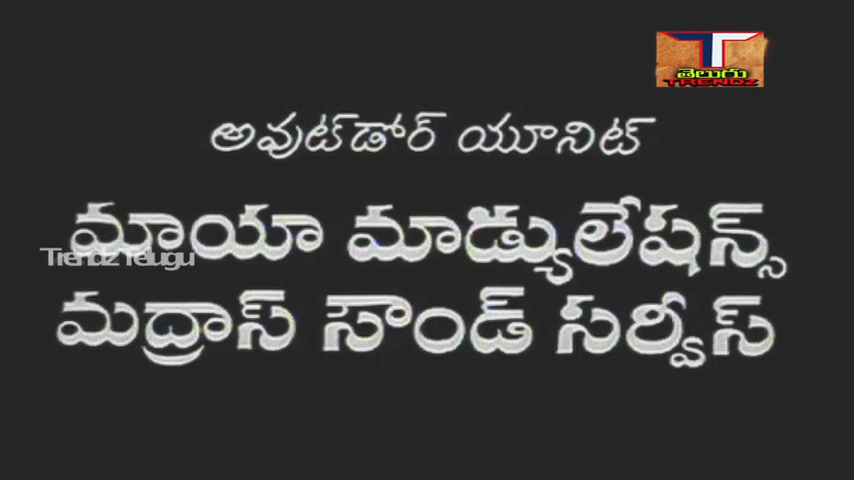 తెలుగు
TRENDZ
అవుట్‌డోర్ యూనిట్
మాయా మాడ్యులేషన్స్
Trendz Telugu
మద్రాస్ సౌండ్ సర్వీస్